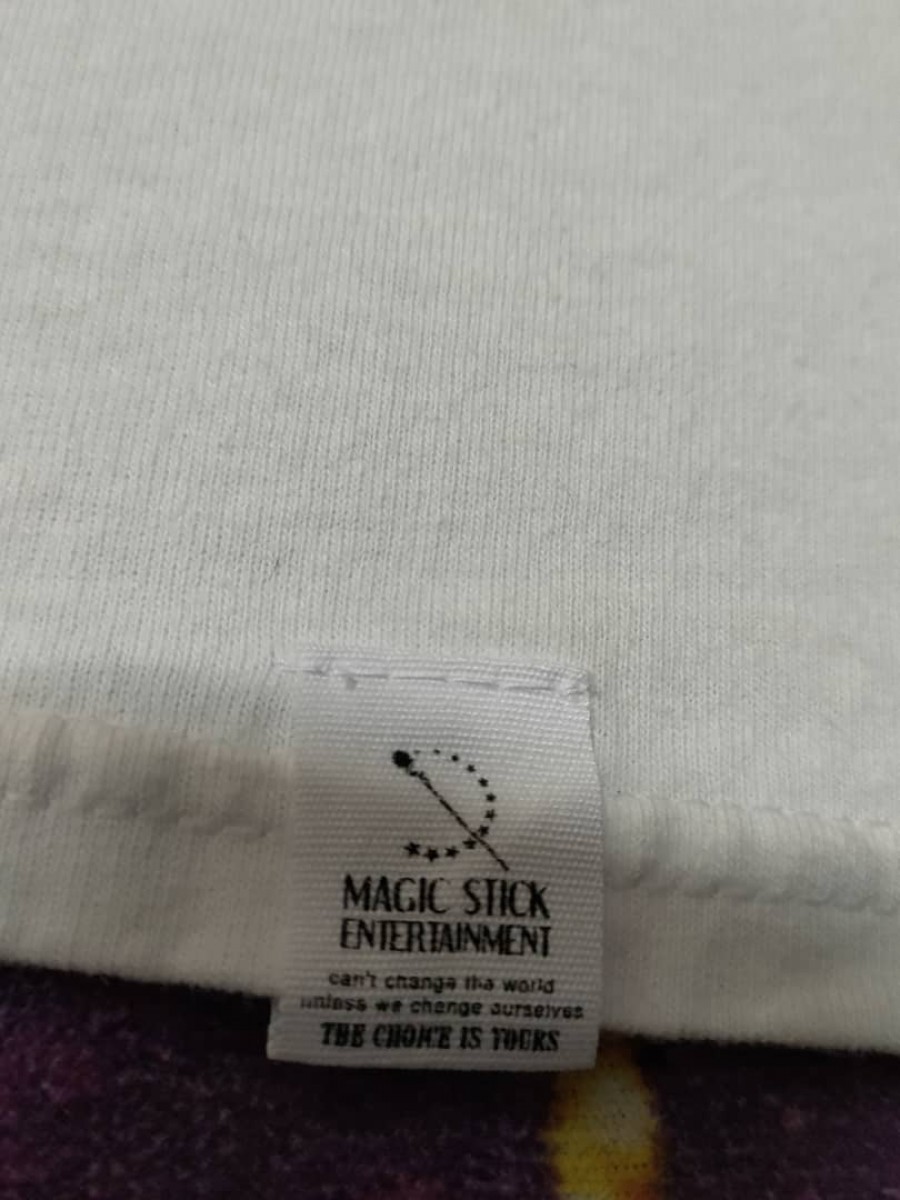 MAGIC STICK
ENTERTAINMENT
can't change the world
unless we change ourselves
THE CHOICE IS YOURS